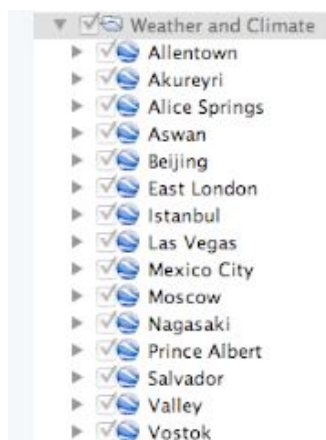 Weather and Climate
Allentown
Akureyri
Alice Springs
Aswan
Beijing
East London
Istanbul
Las Vegas
Mexico City
Moscow
Nagasaki
Prince Albert
Salvador
Valley
Vostok